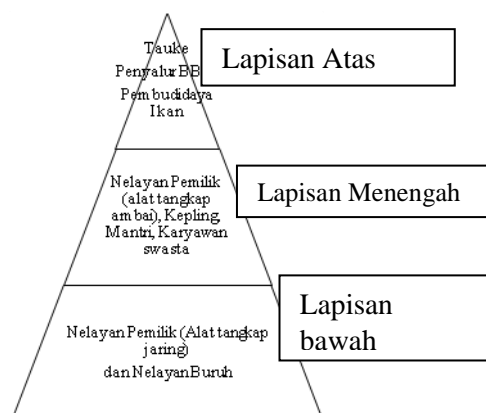 Tauke
Penyalur BB
Pembudidaya
Ikan
Lapisan Atas
Nelayan Pemilik
(alat tangkap
ambai), Kepling,
Mantri, Karyawan
swasta
Lapisan Menengah
Nelayan Pemilik (Alat tangkap
jaring)
dan Nelayan Buruh
Lapisan
bawah